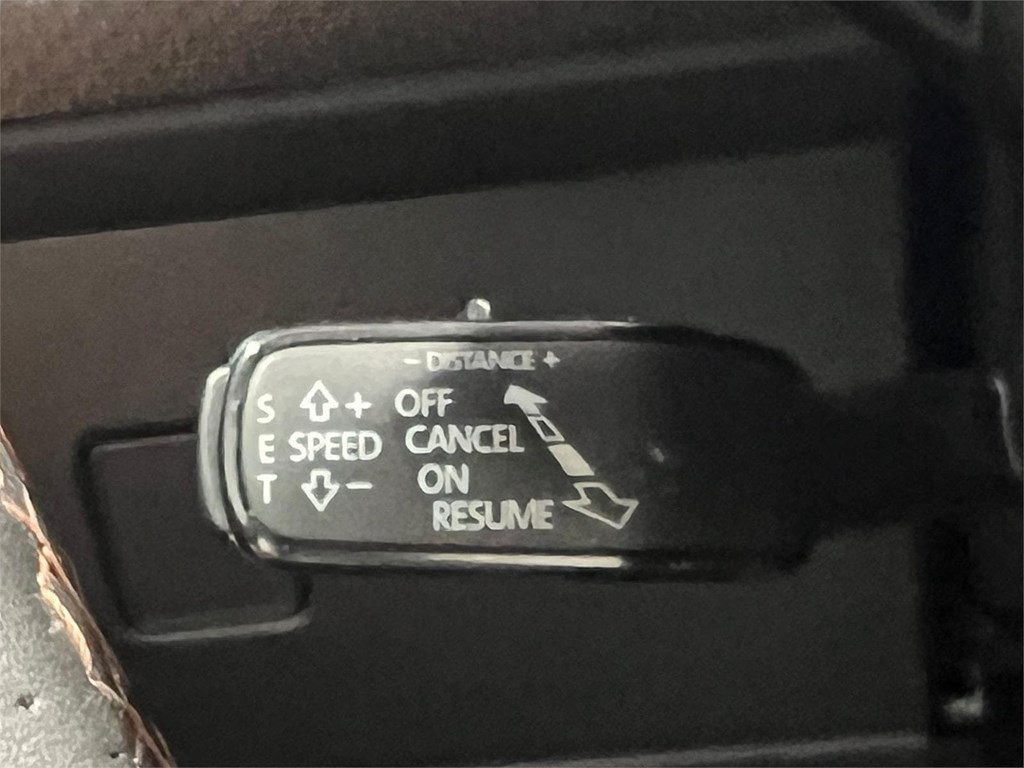 - DISTANCE +
S + OFF
E SPEED CANCEL
T - ON
RESUME